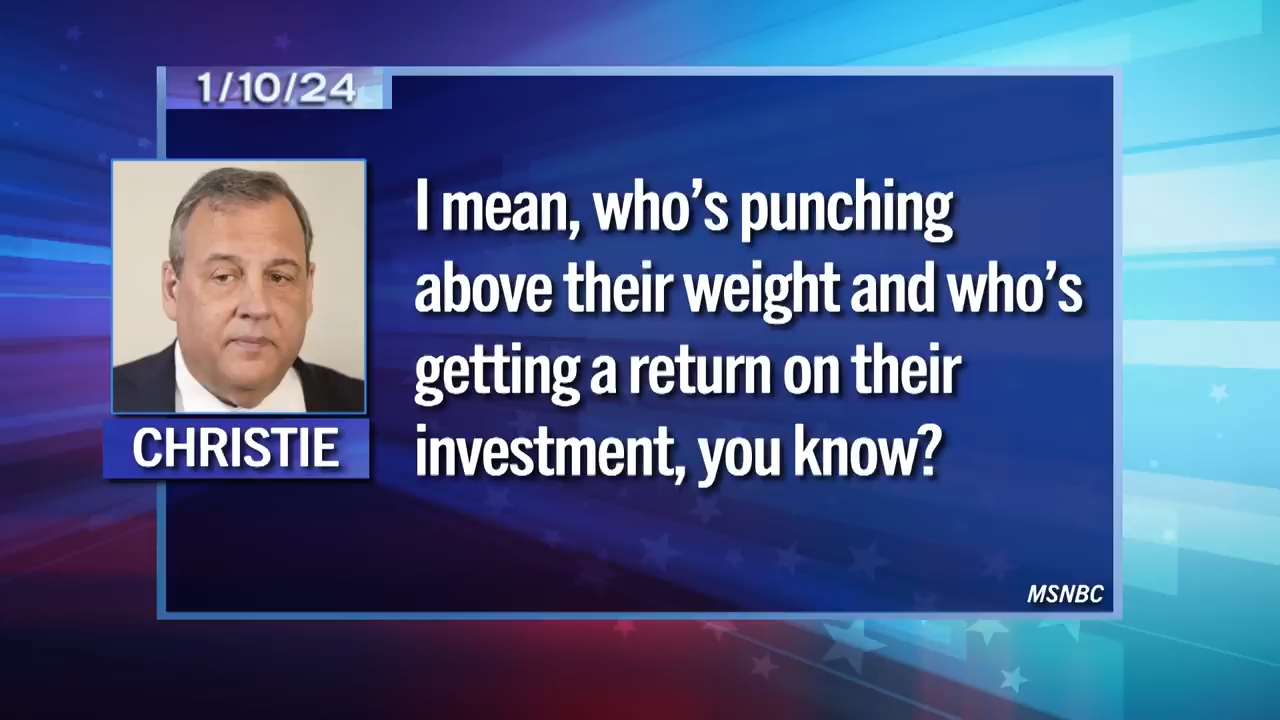 1/10/24
CHRISTIE
I mean, who's punching
above their weight and who's
getting a return on their
investment, you know?
MSNBC